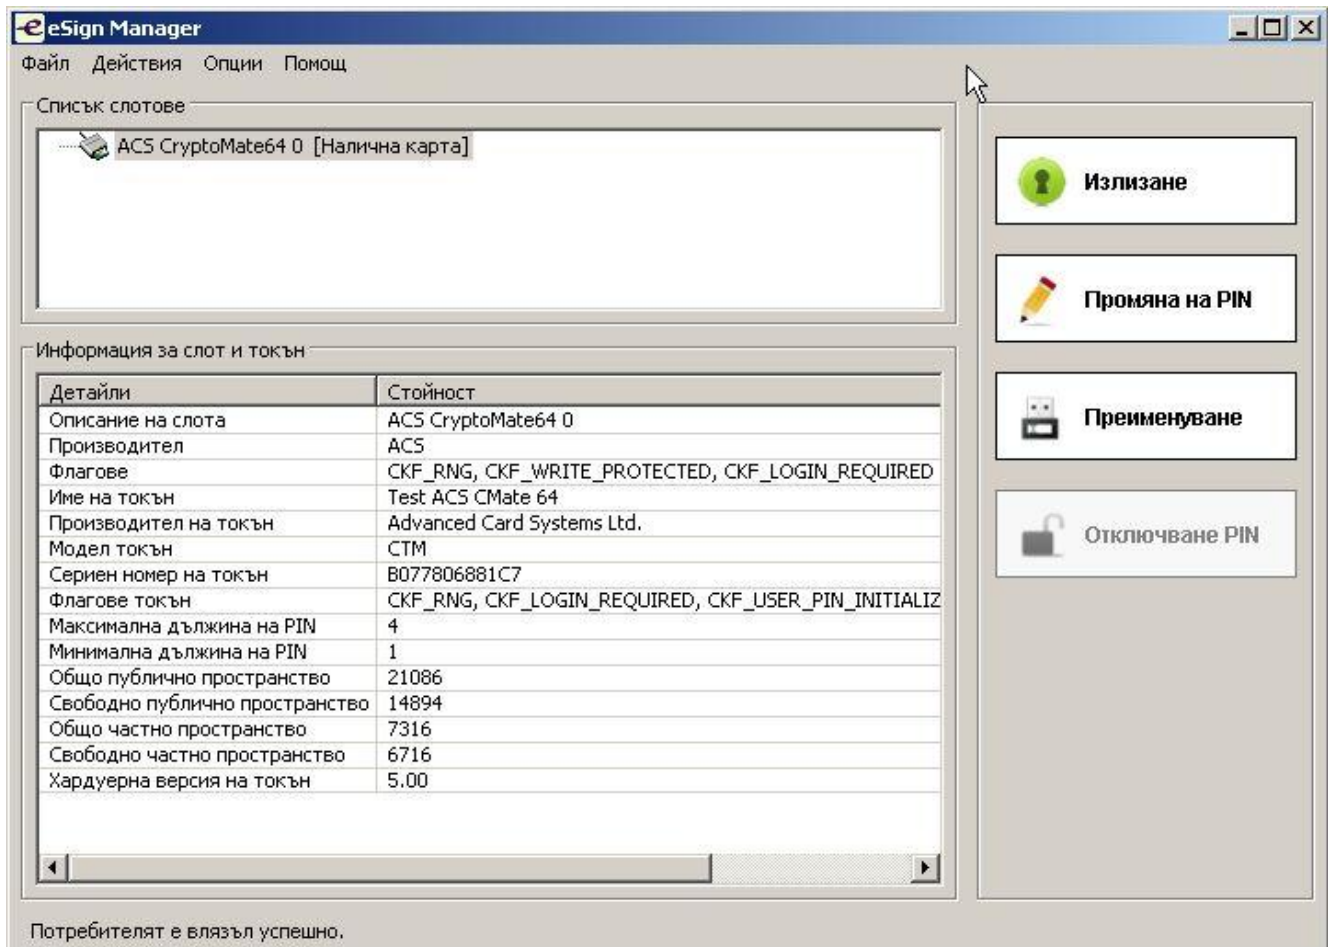 eSign Manager
Файл Действия Опции Помощ
Списък слотове
ACS CryptoMate64 0 [Налична карта]
Излизане
Промяна на PIN
Преименуване
Отключване PIN
Информация за слот и токън
Детайли Стойност
Описание на слота ACS CryptoMate64 0
Производител ACS
Флагове CKF_RNG, CKF_WRITE_PROTECTED, CKF_LOGIN_REQUIRED
Име на токън Test ACS CMate 64
Производител на токън Advanced Card Systems Ltd.
Модел токън CTM
Сериен номер на токън B077806881C7
Флагове токън CKF_RNG, CKF_LOGIN_REQUIRED, CKF_USER_PIN_INITIALIZ
Максимална дължина на PIN 4
Минимална дължина на PIN 1
Общо публично пространство 21086
Свободно публично пространство 14894
Общо частно пространство 7316
Свободно частно пространство 6716
Хардуерна версия на токън 5.00
Потребителят е влязъл успешно.